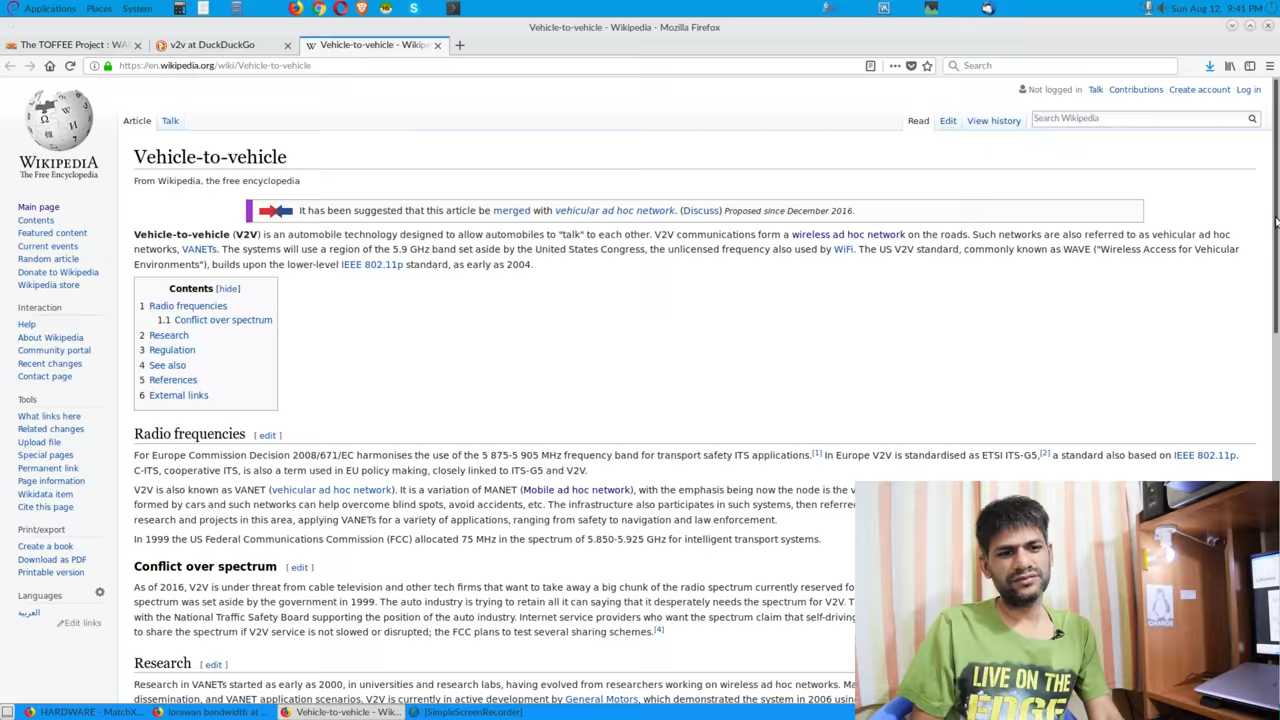 Applications Places System
Sun Aug 12, 9:41 PM
Vehicle-to-vehicle - Wikipedia - Mozilla Firefox
The TOFFEE Project : WA
v2v at DuckDuckGo
Vehicle-to-vehicle - Wikipe
https://en.wikipedia.org/wiki/Vehicle-to-vehicle
Search
Not logged in Talk Contributions Create account Log in
Article Talk
Read Edit View history Search Wikipedia
WIKIPEDIA
The Free Encyclopedia
Main page
Contents
Featured content
Current events
Random article
Donate to Wikipedia
Wikipedia store
Interaction
Help
About Wikipedia
Community portal
Recent changes
Contact page
Tools
What links here
Related changes
Upload file
Special pages
Permanent link
Page information
Wikidata item
Cite this page
Print/export
Create a book
Download as PDF
Printable version
Languages
العربية
Edit links
Vehicle-to-vehicle
From Wikipedia, the free encyclopedia
It has been suggested that this article be merged with vehicular ad hoc network. (Discuss) Proposed since December 2016.
Vehicle-to-vehicle (V2V) is an automobile technology designed to allow automobiles to "talk" to each other. V2V communications form a wireless ad hoc network on the roads. Such networks are also referred to as vehicular ad hoc
networks, VANETs. The systems will use a region of the 5.9 GHz band set aside by the United States Congress, the unlicensed frequency also used by WiFi. The US V2V standard, commonly known as WAVE ("Wireless Access for Vehicular
Environments"), builds upon the lower-level IEEE 802.11p standard, as early as 2004.
Contents [hide]
1 Radio frequencies
1.1 Conflict over spectrum
2 Research
3 Regulation
4 See also
5 References
6 External links
Radio frequencies [ edit ]
For Europe Commission Decision 2008/671/EC harmonises the use of the 5 875-5 905 MHz frequency band for transport safety ITS applications.[1] In Europe V2V is standardised as ETSI ITS-G5,[2] a standard also based on IEEE 802.11p.
C-ITS, cooperative ITS, is also a term used in EU policy making, closely linked to ITS-G5 and V2V.
V2V is also known as VANET (vehicular ad hoc network). It is a variation of MANET (Mobile ad hoc network), with the emphasis being now the node is the v
formed by cars and such networks can help overcome blind spots, avoid accidents, etc. The infrastructure also participates in such systems, then referre
research and projects in this area, applying VANETs for a variety of applications, ranging from safety to navigation and law enforcement.
In 1999 the US Federal Communications Commission (FCC) allocated 75 MHz in the spectrum of 5.850-5.925 GHz for intelligent transport systems.
Conflict over spectrum [ edit ]
As of 2016, V2V is under threat from cable television and other tech firms that want to take away a big chunk of the radio spectrum currently reserved fo
spectrum was set aside by the government in 1999. The auto industry is trying to retain all it can saying that it desperately needs the spectrum for V2V. T
with the National Traffic Safety Board supporting the position of the auto industry. Internet service providers who want the spectrum claim that self-driving
to share the spectrum if V2V service is not slowed or disrupted; the FCC plans to test several sharing schemes.[4]
Research [ edit ]
Research in VANETs started as early as 2000, in universities and research labs, having evolved from researchers working on wireless ad hoc networks. Ma
dissemination, and VANET application scenarios. V2V is currently in active development by General Motors, which demonstrated the system in 2006 using
CHANGE
LIVE ON THE
EDGE
HARDWARE - MatchX...
lorawan bandwidth at ...
Vehicle-to-vehicle - Wik...
[SimpleScreenRecorder]